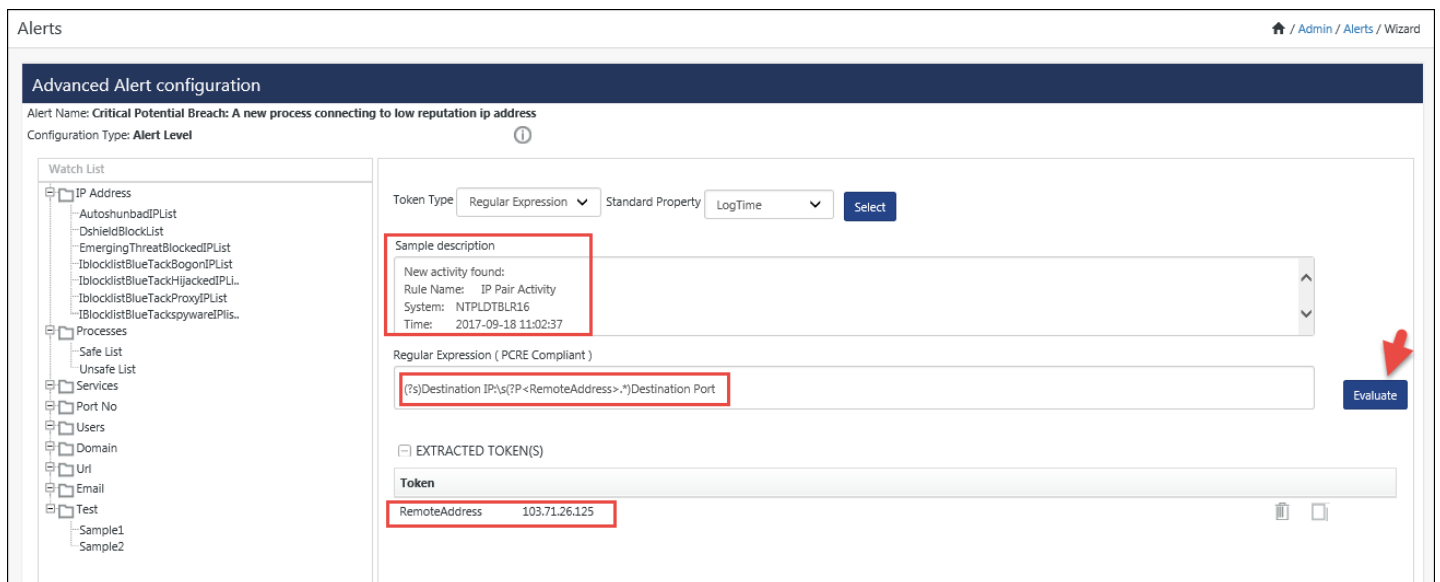 Alerts
/ Admin / Alerts / Wizard
Advanced Alert configuration
Alert Name: Critical Potential Breach: A new process connecting to low reputation ip address
Configuration Type: Alert Level
Watch List
IP Address
AutoshunbadIPList
DshieldBlockList
EmergingThreatBlockedIPList
IblocklistBlueTackBogonIPList
IblocklistBlueTackHijackedIPLi..
IblocklistBlueTackProxyIPList
IBlocklistBlueTackspywareIPlis..
Processes
Safe List
Unsafe List
Services
Port No
Users
Domain
Url
Email
Test
Sample1
Sample2
Token Type Regular Expression Standard Property LogTime Select
Sample description
New activity found:
Rule Name: IP Pair Activity
System: NTPLDTBLR16
Time: 2017-09-18 11:02:37
Regular Expression ( PCRE Compliant )
(?s)Destination IP:\s(?P<RemoteAddress>.*)Destination Port
Evaluate
EXTRACTED TOKEN(S)
Token
RemoteAddress 103.71.26.125